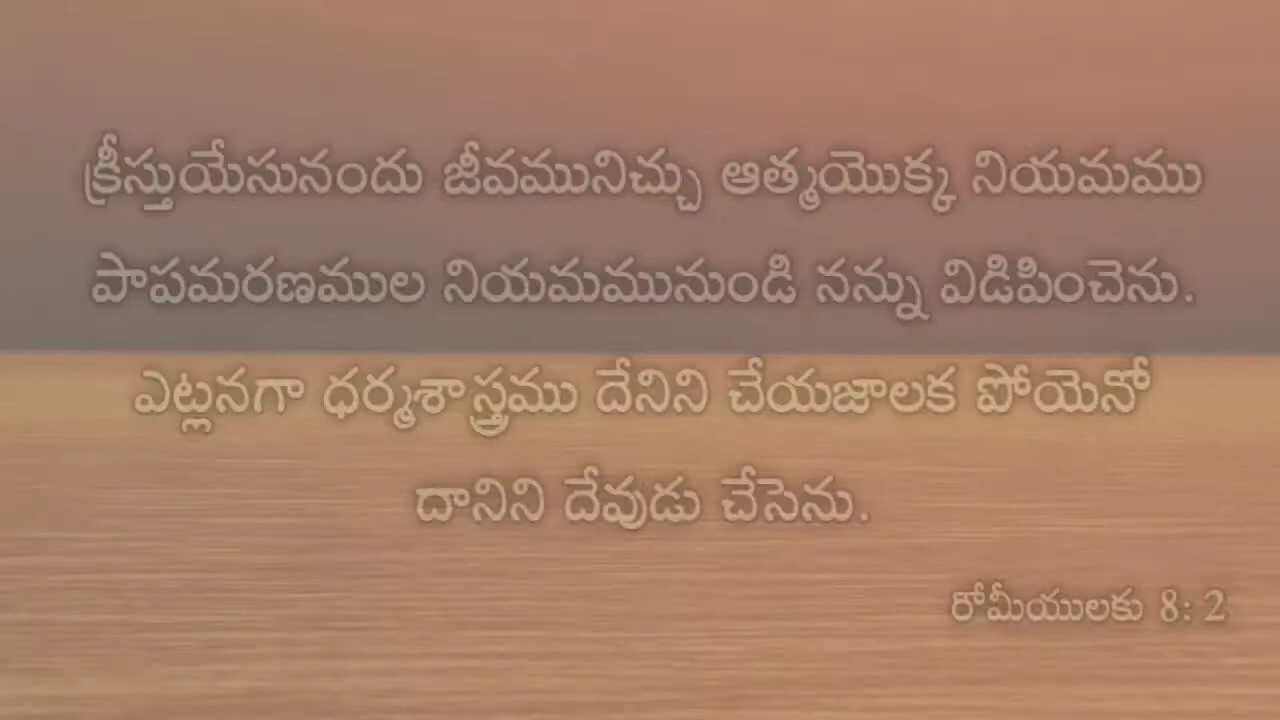 క్రీస్తుయేసునందు జీవమునిచ్చు ఆత్మయొక్క నియమము
పాపమరణముల నియమమునుండి నన్ను విడిపించెను.
ఎట్లనగా ధర్మశాస్త్రము దేనిని చేయజాలక పోయెనో
దానిని దేవుడు చేసెను.
రోమీయులకు 8: 2